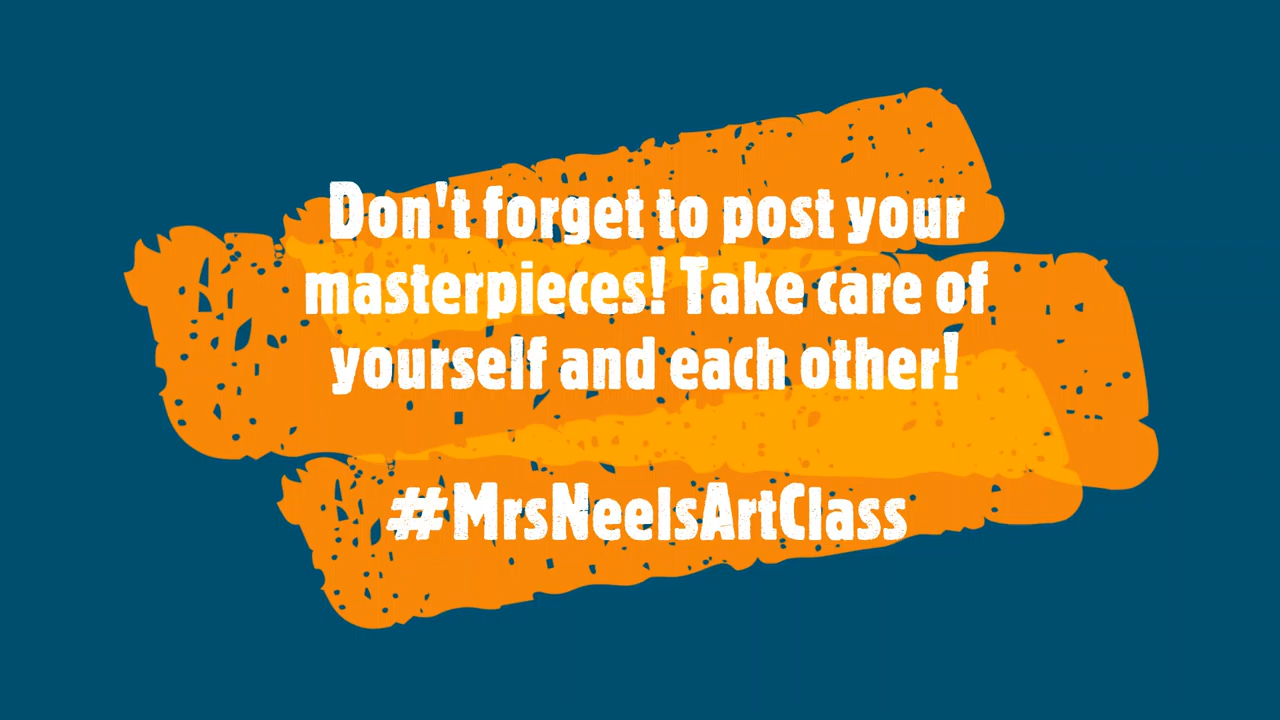 Don't forget to post your
masterpieces! Take care of
yourself and each other!
#MrsNeelsArtClass